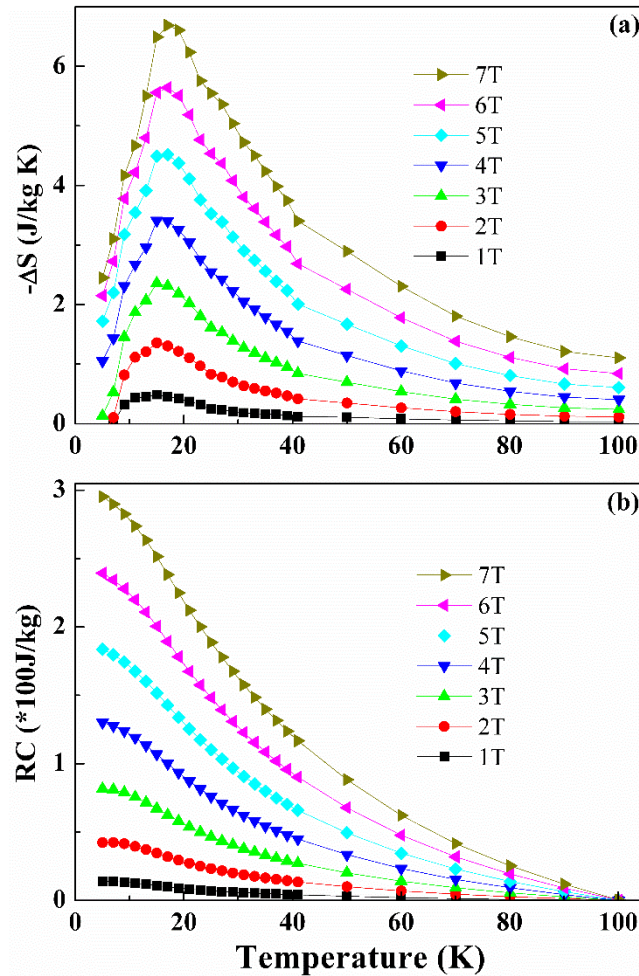 (a)
6
4
2
0
-ΔS (J/kg K)
7T
6T
5T
4T
3T
2T
1T
0 20 40 60 80 100
(b)
3
2
1
0
RC (*100J/kg)
7T
6T
5T
4T
3T
2T
1T
0 20 40 60 80 100
Temperature (K)